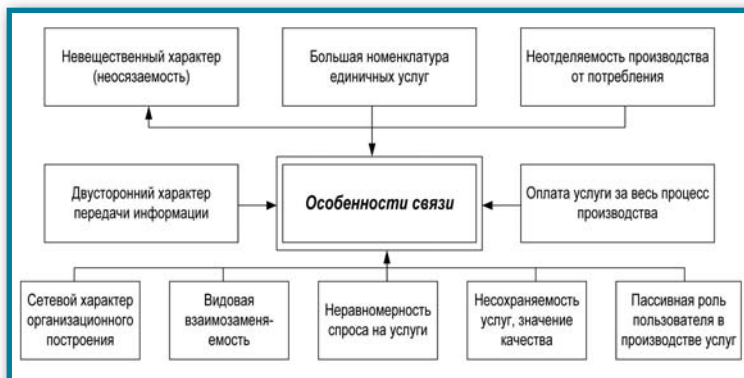 Невещественный характер
(неосязаемость)
Большая номенклатура
единичных услуг
Неотделяемость производства
от потребления
Двусторонний характер
передачи информации
Особенности связи
Оплата услуги за весь процесс
производства
Сетевой характер
организационного
построения
Видовая
взаимозаменя-
емость
Неравномерность
спроса на услуги
Несохраняемость
услуг, значение
качества
Пассивная роль
пользователя в
производстве услуг